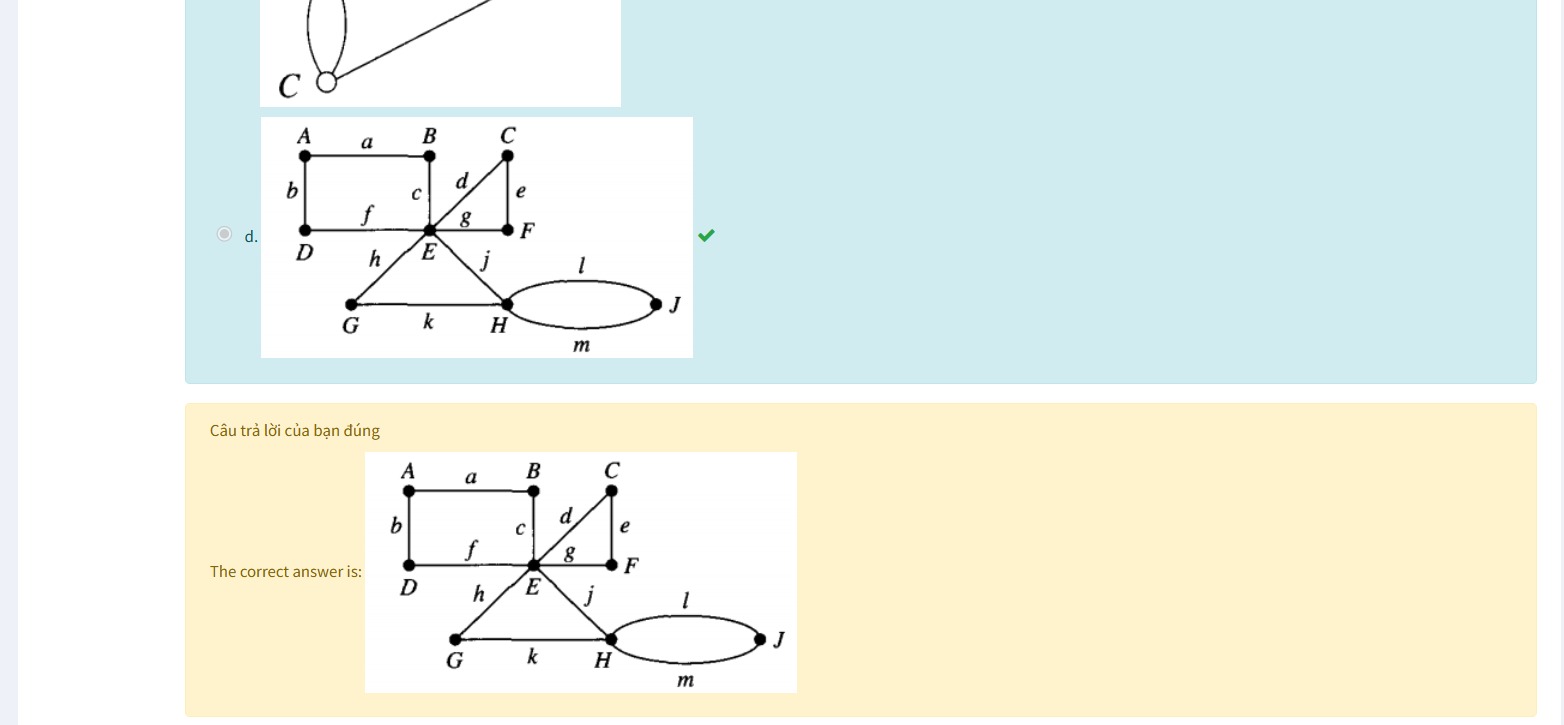 C
A a B C
b c d e
f g F
d.
D h E j l
J
G k H
m
Câu trả lời của bạn đúng
A a B C
b c d e
f g F
The correct answer is:
D h E j l
J
G k H
m